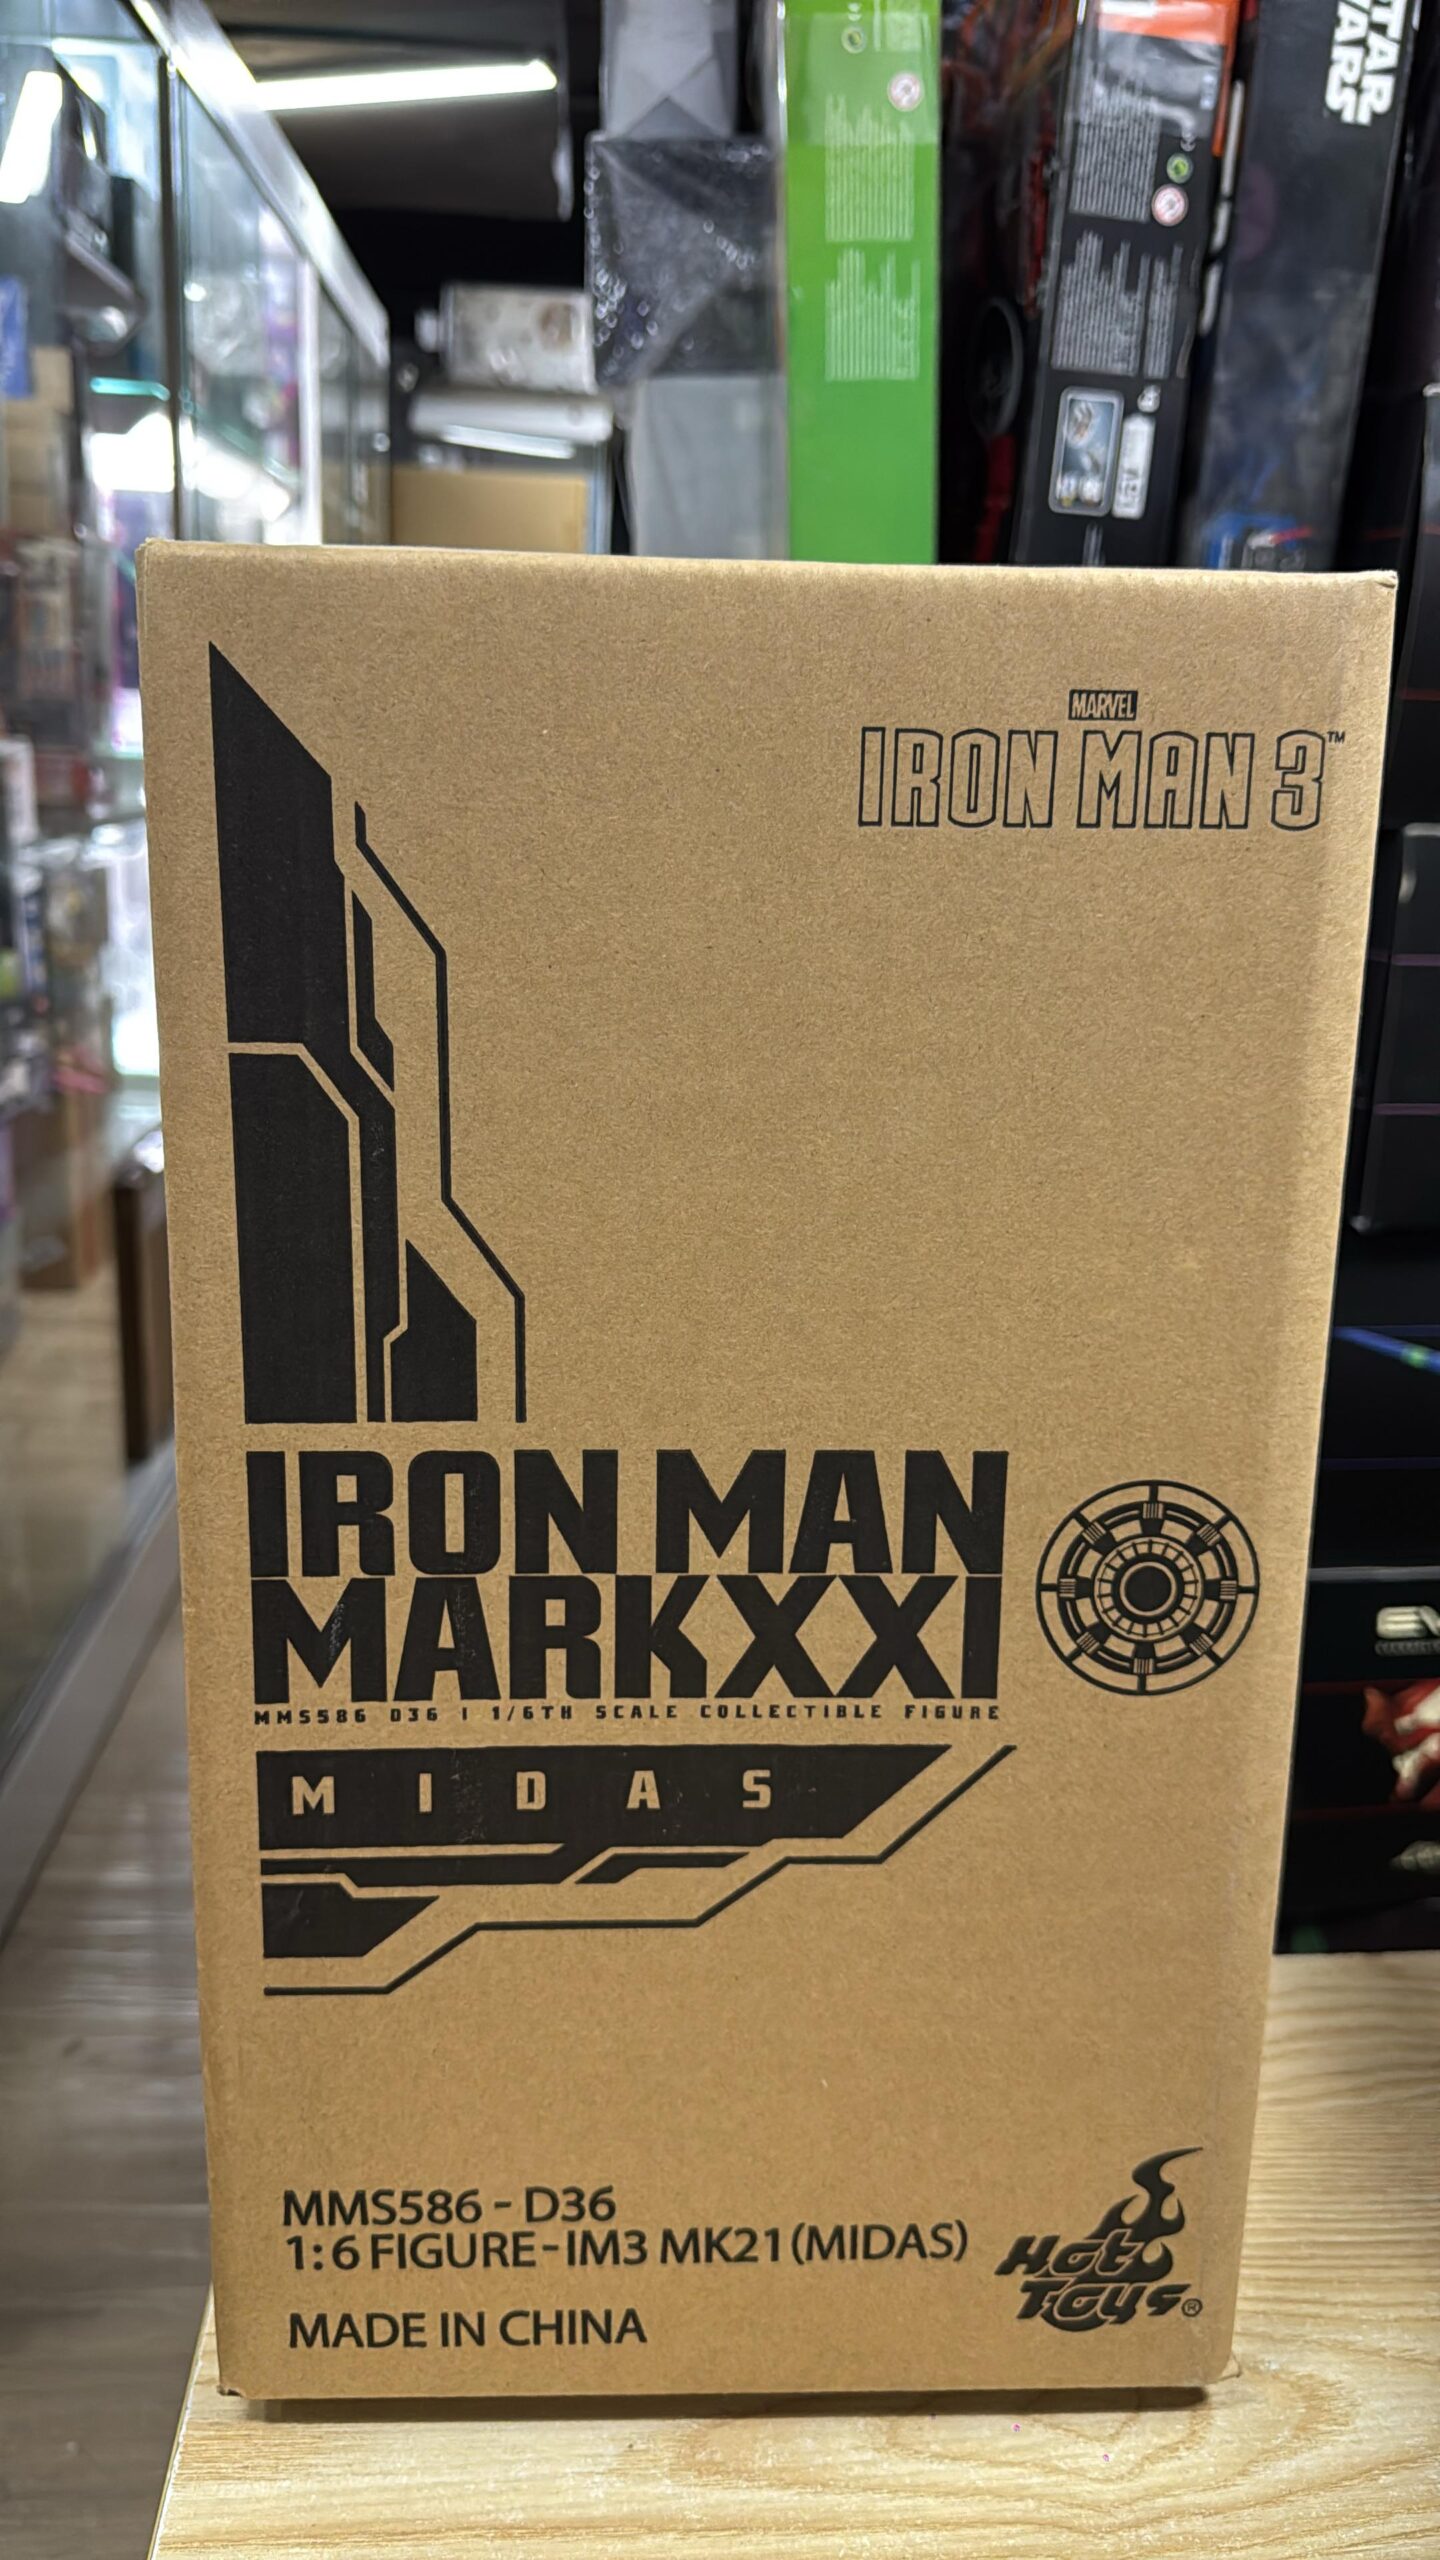 STAR
WARS
MARVEL
IRON MAN 3™
IRON MAN
MARKXXI
MMS586 D36 | 1/6TH SCALE COLLECTIBLE FIGURE
MIDAS
MMS586 - D36
1:6 FIGURE-IM3 MK21(MIDAS)
MADE IN CHINA
Hot
Toys®